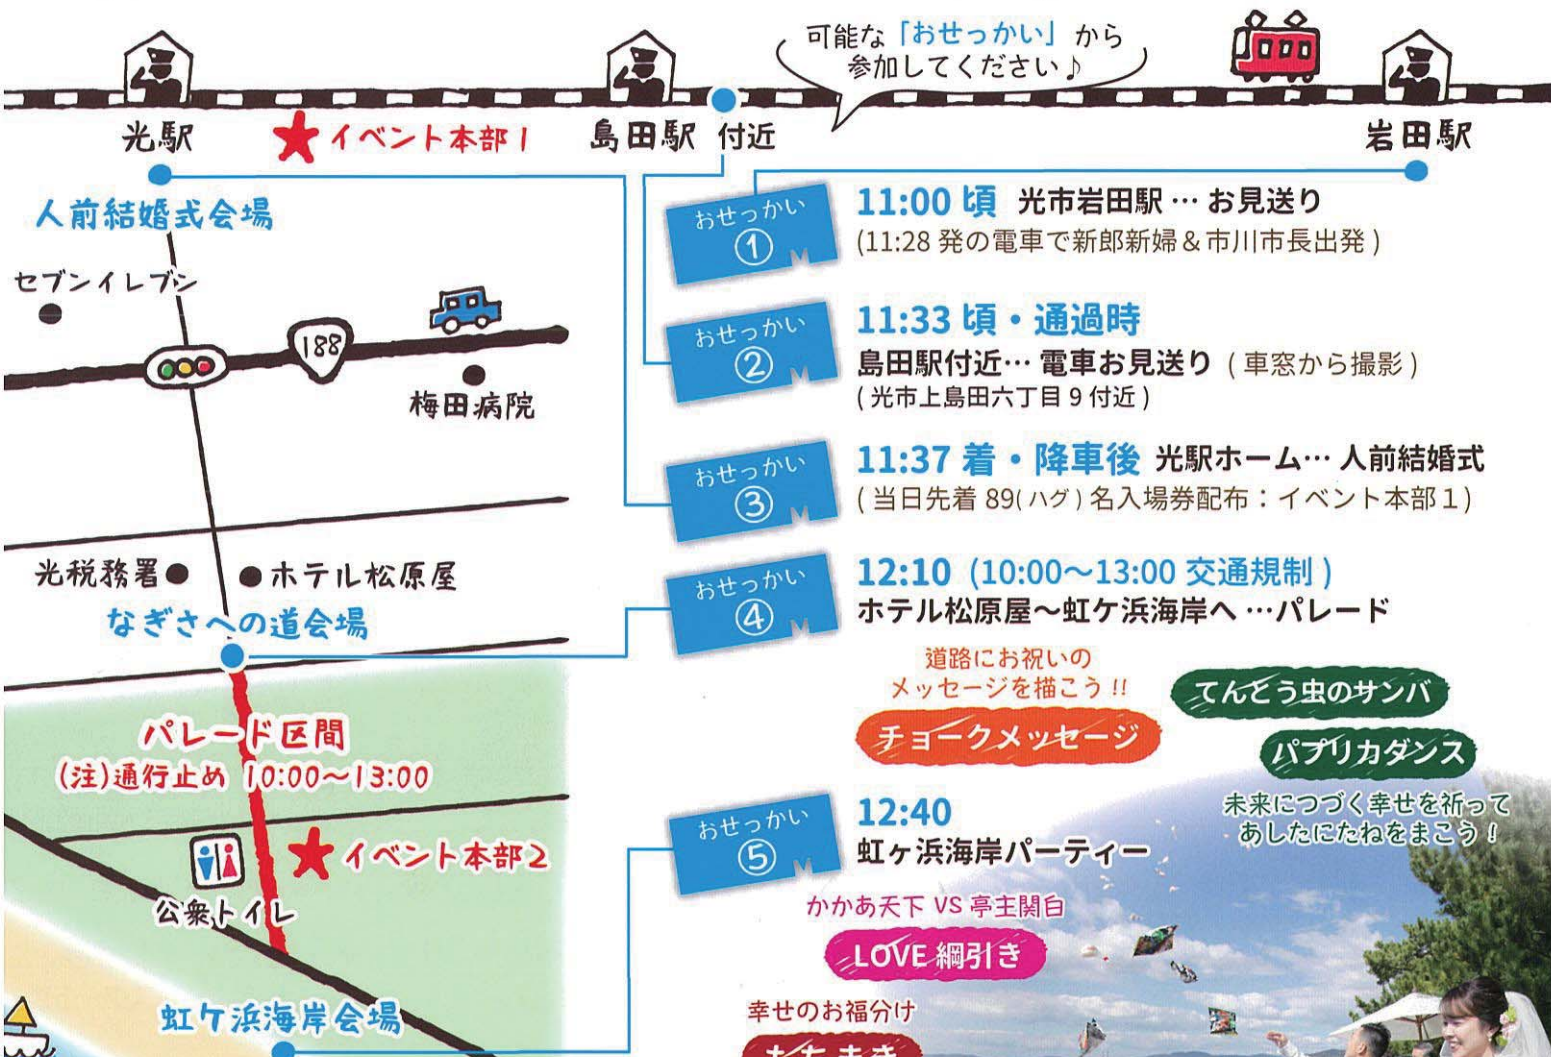 可能な「おせっかい」から
参加してください♪
光駅
イベント本部1
島田駅 付近
岩田駅
人前結婚式会場
セブンイレブン
188
梅田病院
光税務署
ホテル松原屋
なぎさへの道会場
パレード区間
(注)通行止め 10:00～13:00
イベント本部2
公衆トイレ
虹ケ浜海岸会場
おせっかい
①
11:00 頃 光市岩田駅 … お見送り
(11:28 発の電車で新郎新婦&市川市長出発)
おせっかい
②
11:33 頃・通過時
島田駅付近… 電車お見送り (車窓から撮影)
(光市上島田六丁目9付近)
おせっかい
③
11:37 着・降車後 光駅ホーム… 人前結婚式
(当日先着 89(ハグ)名入場券配布:イベント本部1)
おせっかい
④
12:10 (10:00～13:00 交通規制)
ホテル松原屋～虹ケ浜海岸へ …パレード
道路にお祝いの
メッセージを描こう!!
チョークメッセージ
てんとう虫のサンバ
パプリカダンス
未来につづく幸せを祈って
あしたにたねをまこう!
おせっかい
⑤
12:40
虹ヶ浜海岸パーティー
かかあ天下 VS 亭主関白
LOVE 綱引き
幸せのお福分け
もちまき